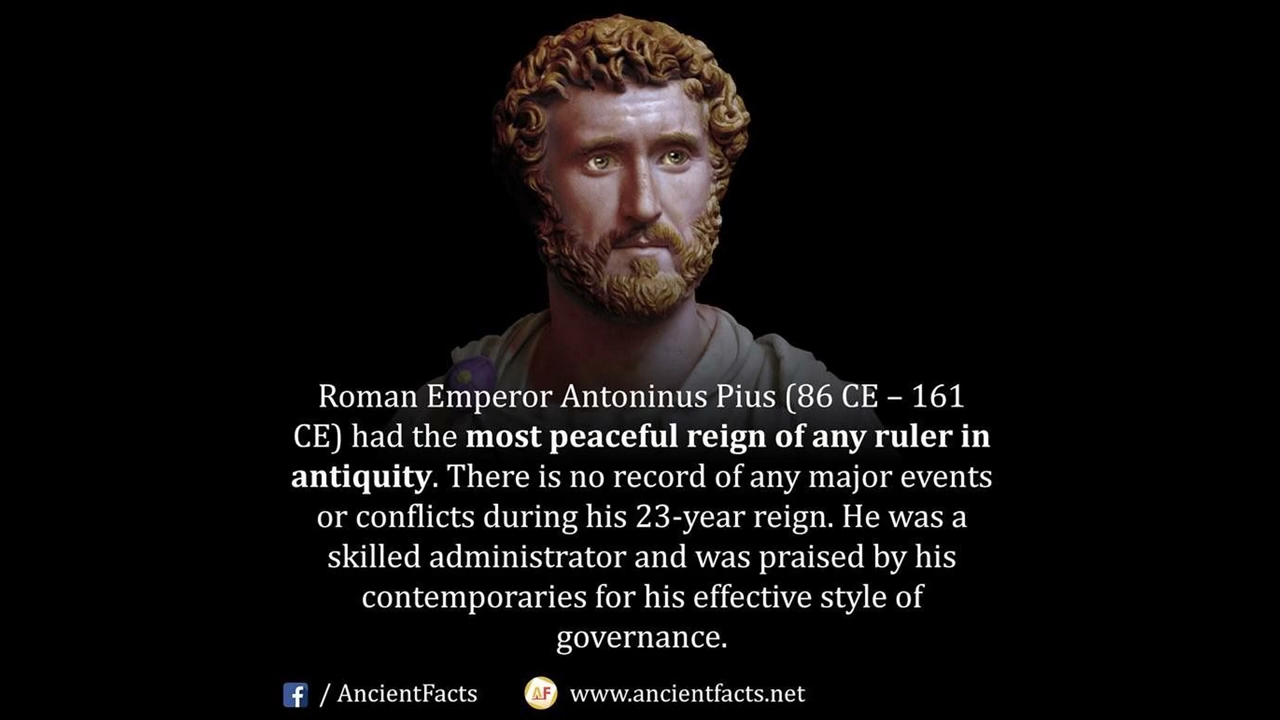 Roman Emperor Antoninus Pius (86 CE – 161
CE) had the most peaceful reign of any ruler in
antiquity. There is no record of any major events
or conflicts during his 23-year reign. He was a
skilled administrator and was praised by his
contemporaries for his effective style of
governance.
f / AncientFacts AF www.ancientfacts.net